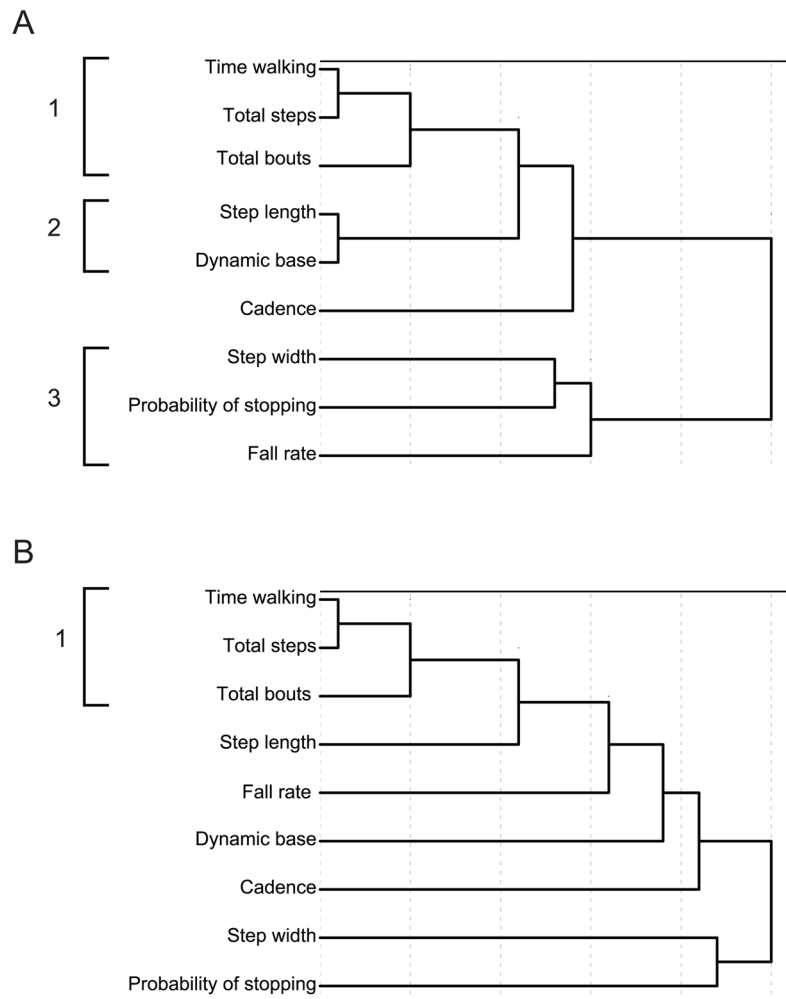 A
Time walking
1
Total steps
Total bouts
Step length
2
Dynamic base
Cadence
Step width
3
Probability of stopping
Fall rate
B
Time walking
1
Total steps
Total bouts
Step length
Fall rate
Dynamic base
Cadence
Step width
Probability of stopping